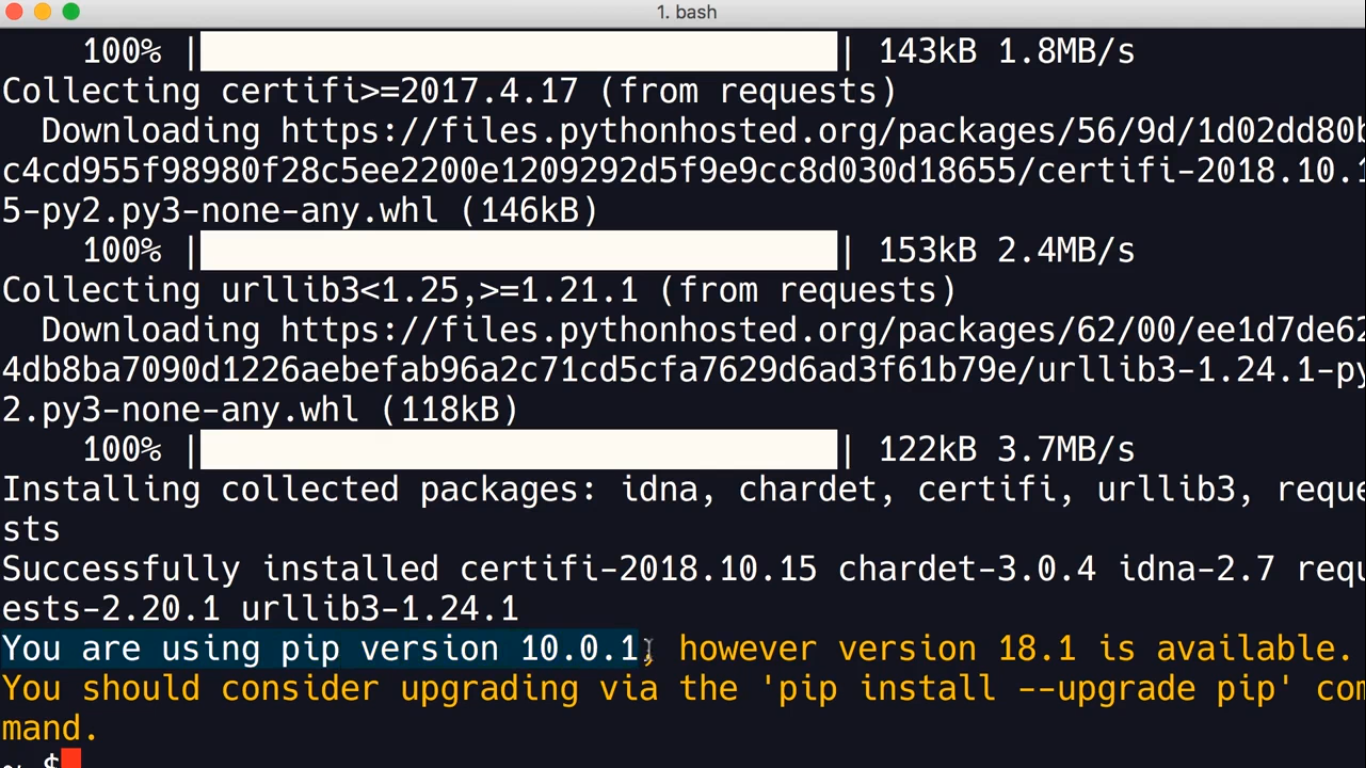 1. bash
100% | | 143kB 1.8MB/s
Collecting certifi>=2017.4.17 (from requests)
Downloading https://files.pythonhosted.org/packages/56/9d/1d02dd80b
c4cd955f98980f28c5ee2200e1209292d5f9e9cc8d030d18655/certifi-2018.10.1
5-py2.py3-none-any.whl (146kB)
100% | | 153kB 2.4MB/s
Collecting urllib3<1.25,>=1.21.1 (from requests)
Downloading https://files.pythonhosted.org/packages/62/00/ee1d7de62
4db8ba7090d1226aebefab96a2c71cd5cfa7629d6ad3f61b79e/urllib3-1.24.1-py
2.py3-none-any.whl (118kB)
100% | | 122kB 3.7MB/s
Installing collected packages: idna, chardet, certifi, urllib3, reque
sts
Successfully installed certifi-2018.10.15 chardet-3.0.4 idna-2.7 requ
ests-2.20.1 urllib3-1.24.1
You are using pip version 10.0.1, however version 18.1 is available.
You should consider upgrading via the 'pip install --upgrade pip' com
mand.
~ $